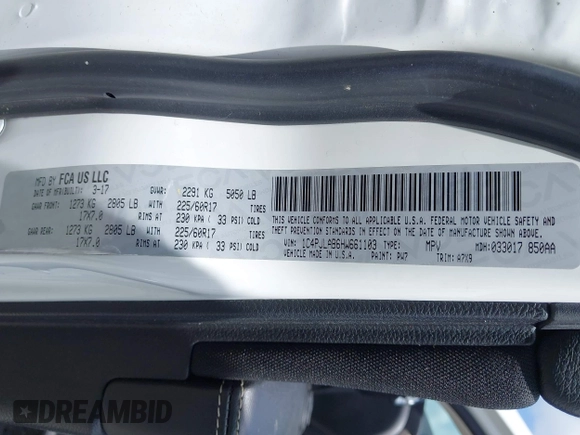 MFD BY FCA US LLC
DATE OF MFR/BUILT: 3-17 GVWR: 2291 KG 5050 LB
GAWR FRONT: 1273 KG 2805 LB WITH 225/60R17 TIRES
17X7.0 RIMS AT 230 KPA ( 33 PSI) COLD
GAWR REAR: 1273 KG 2805 LB WITH 225/60R17 TIRES
17X7.0 RIMS AT 230 KPA ( 33 PSI) COLD
THIS VEHICLE CONFORMS TO ALL APPLICABLE U.S.A. FEDERAL MOTOR VEHICLE SAFETY, BUMPER AND
THEFT PREVENTION STANDARDS IN EFFECT ON THE DATE OF MANUFACTURE SHOWN ABOVE.
VIN: 1C4PJLAB6HW661103 TYPE: MPV MDH: 033017 850AA
VEHICLE MADE IN U.S.A. PAINT: PW7 TRIM: A7X9
DREAMBID